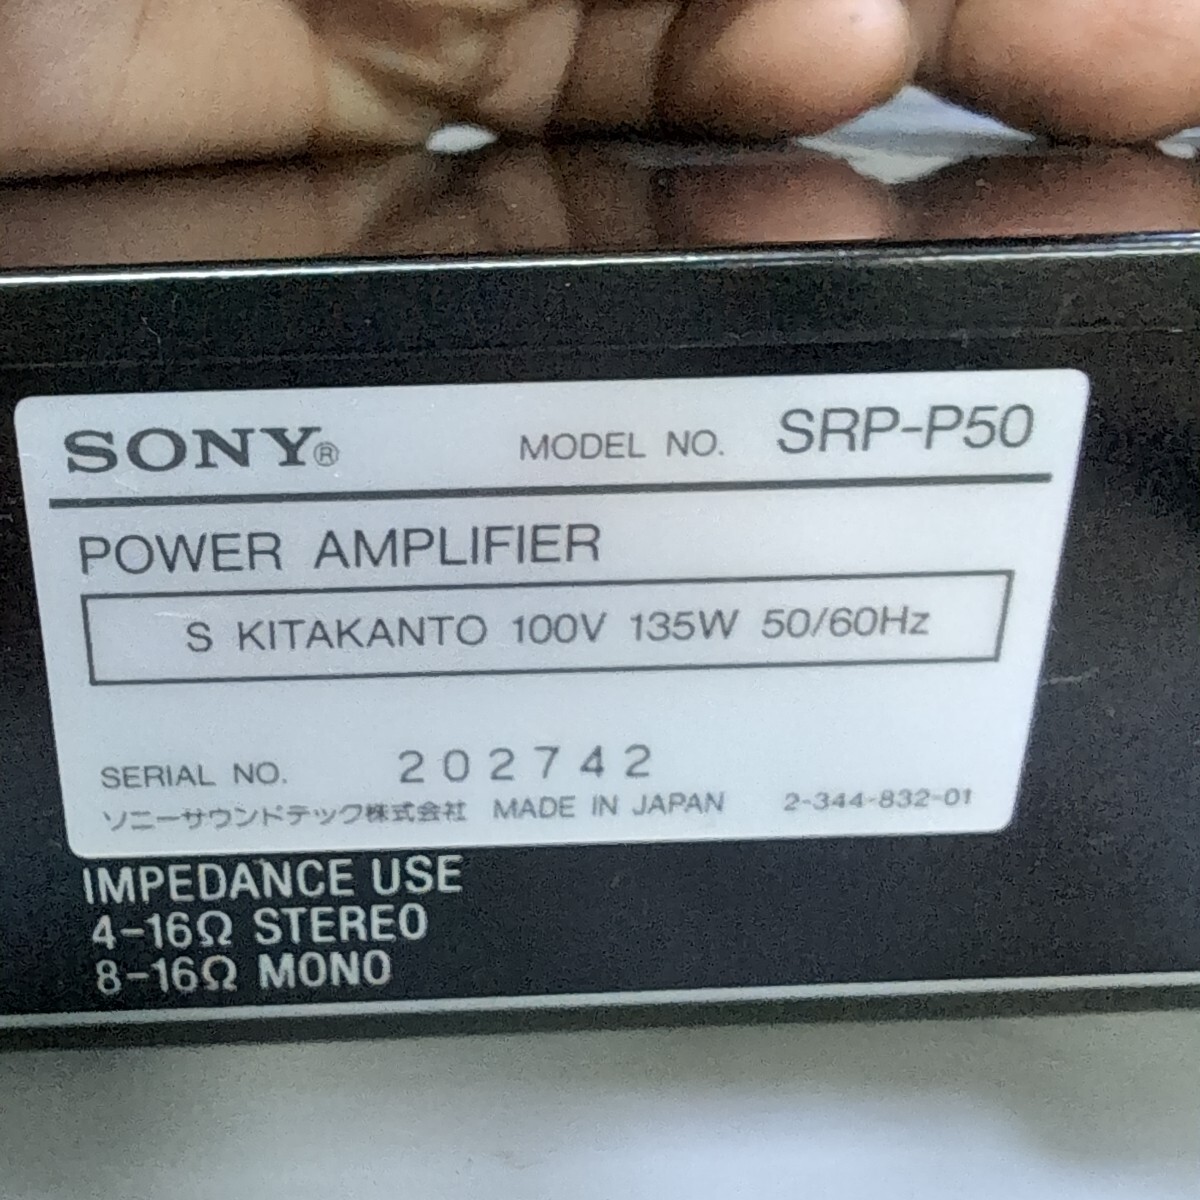 SONY® MODEL NO. SRP-P50
POWER AMPLIFIER
S KITAKANTO 100V 135W 50/60Hz
SERIAL NO. 202742
ソニーサウンドテック株式会社 MADE IN JAPAN 2-344-832-01
IMPEDANCE USE
4-16Ω STEREO
8-16Ω MONO